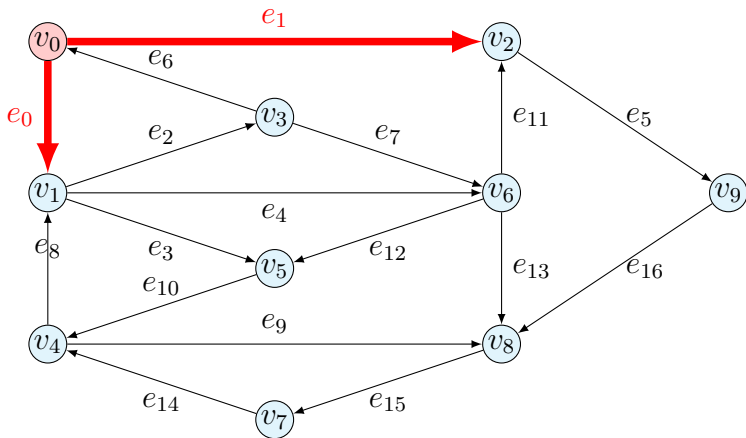 e₁
v₀
v₂
e₆
e₀
v₃
e₅
e₂
e₇
e₁₁
v₁
v₆
v₉
e₄
e₈
e₃
e₁₂
v₅
e₁₃
e₁₆
e₁₀
e₉
v₄
v₈
e₁₄
e₁₅
v₇